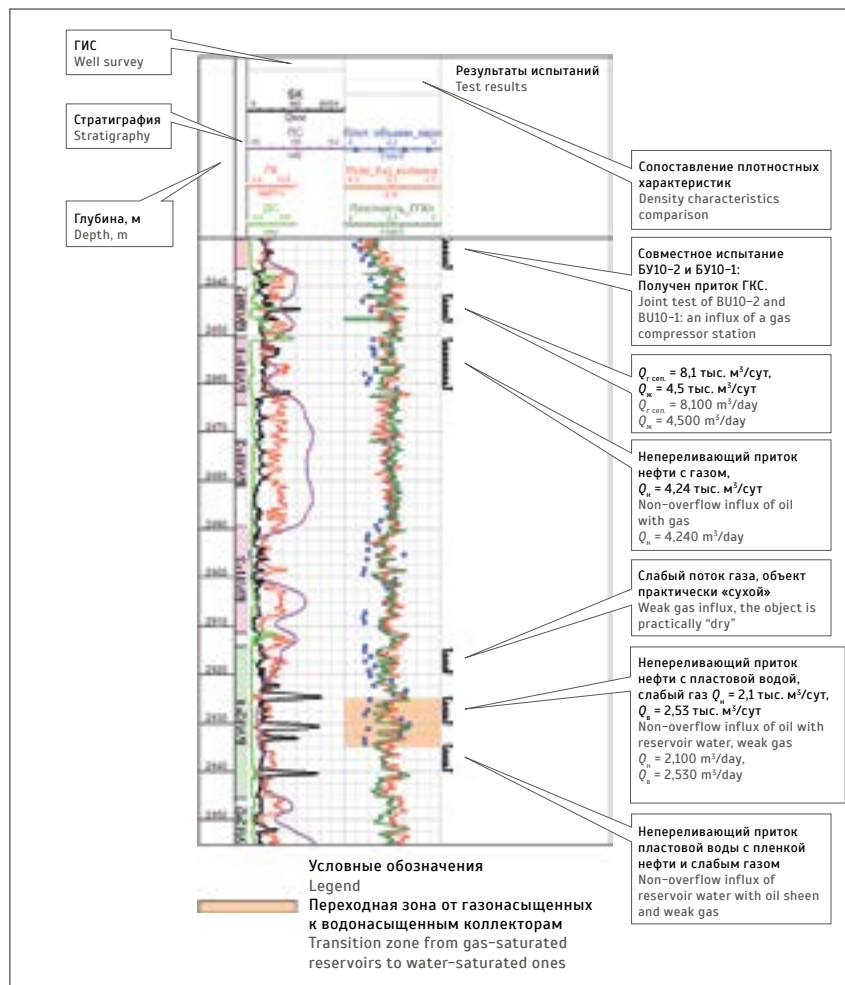 ГИС
Well survey
Результаты испытаний
Test results
Стратиграфия
Stratigraphy
Глубина, м
Depth, m
БК
ПС
ГК
ДС
Сопоставление плотностных
характеристик
Density characteristics
comparison
Совместное испытание
БУ10-2 и БУ10-1:
Получен приток ГКС.
Joint test of BU10-2 and
BU10-1: an influx of a gas
compressor station
Qг сеп. = 8,1 тыс. м³/сут,
Qж = 4,5 тыс. м³/сут
Qг сеп. = 8,100 m³/day
Qж = 4,500 m³/day
Непереливающий приток
нефти с газом,
Qн = 4,24 тыс. м³/сут
Non-overflow influx of oil
with gas
Qн = 4,240 m³/day
Слабый поток газа, объект
практически «сухой»
Weak gas influx, the object is
practically “dry”
Непереливающий приток
нефти с пластовой водой,
слабый газ Qн = 2,1 тыс. м³/сут,
Qв = 2,53 тыс. м³/сут
Non-overflow influx of oil with
reservoir water, weak gas
Qн = 2,100 m³/day,
Qв = 2,530 m³/day
Непереливающий приток
пластовой воды с пленкой
нефти и слабым газом
Non-overflow influx of
reservoir water with oil sheen
and weak gas
Условные обозначения
Legend
Переходная зона от газонасыщенных
к водонасыщенным коллекторам
Transition zone from gas-saturated
reservoirs to water-saturated ones